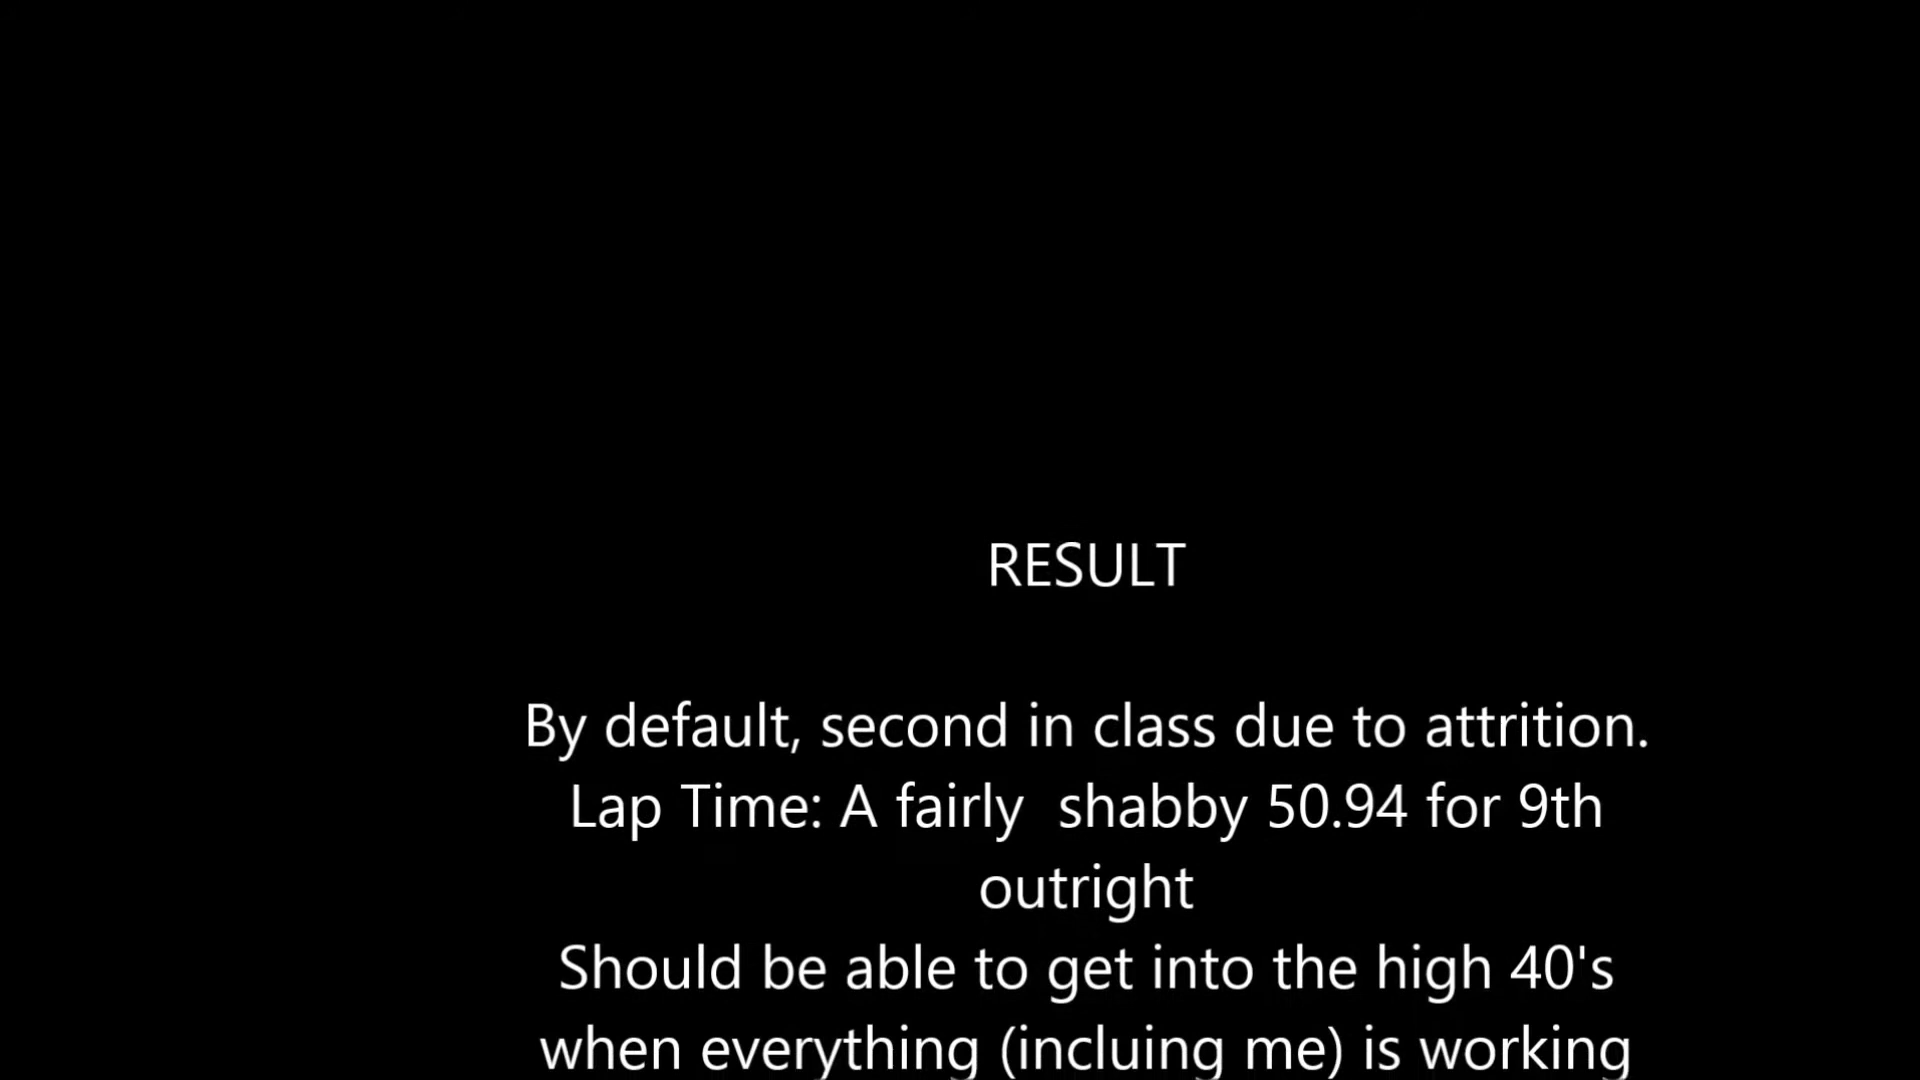 RESULT
By default, second in class due to attrition.
Lap Time: A fairly  shabby 50.94 for 9th
outright
Should be able to get into the high 40's
when everything (incluing me) is working